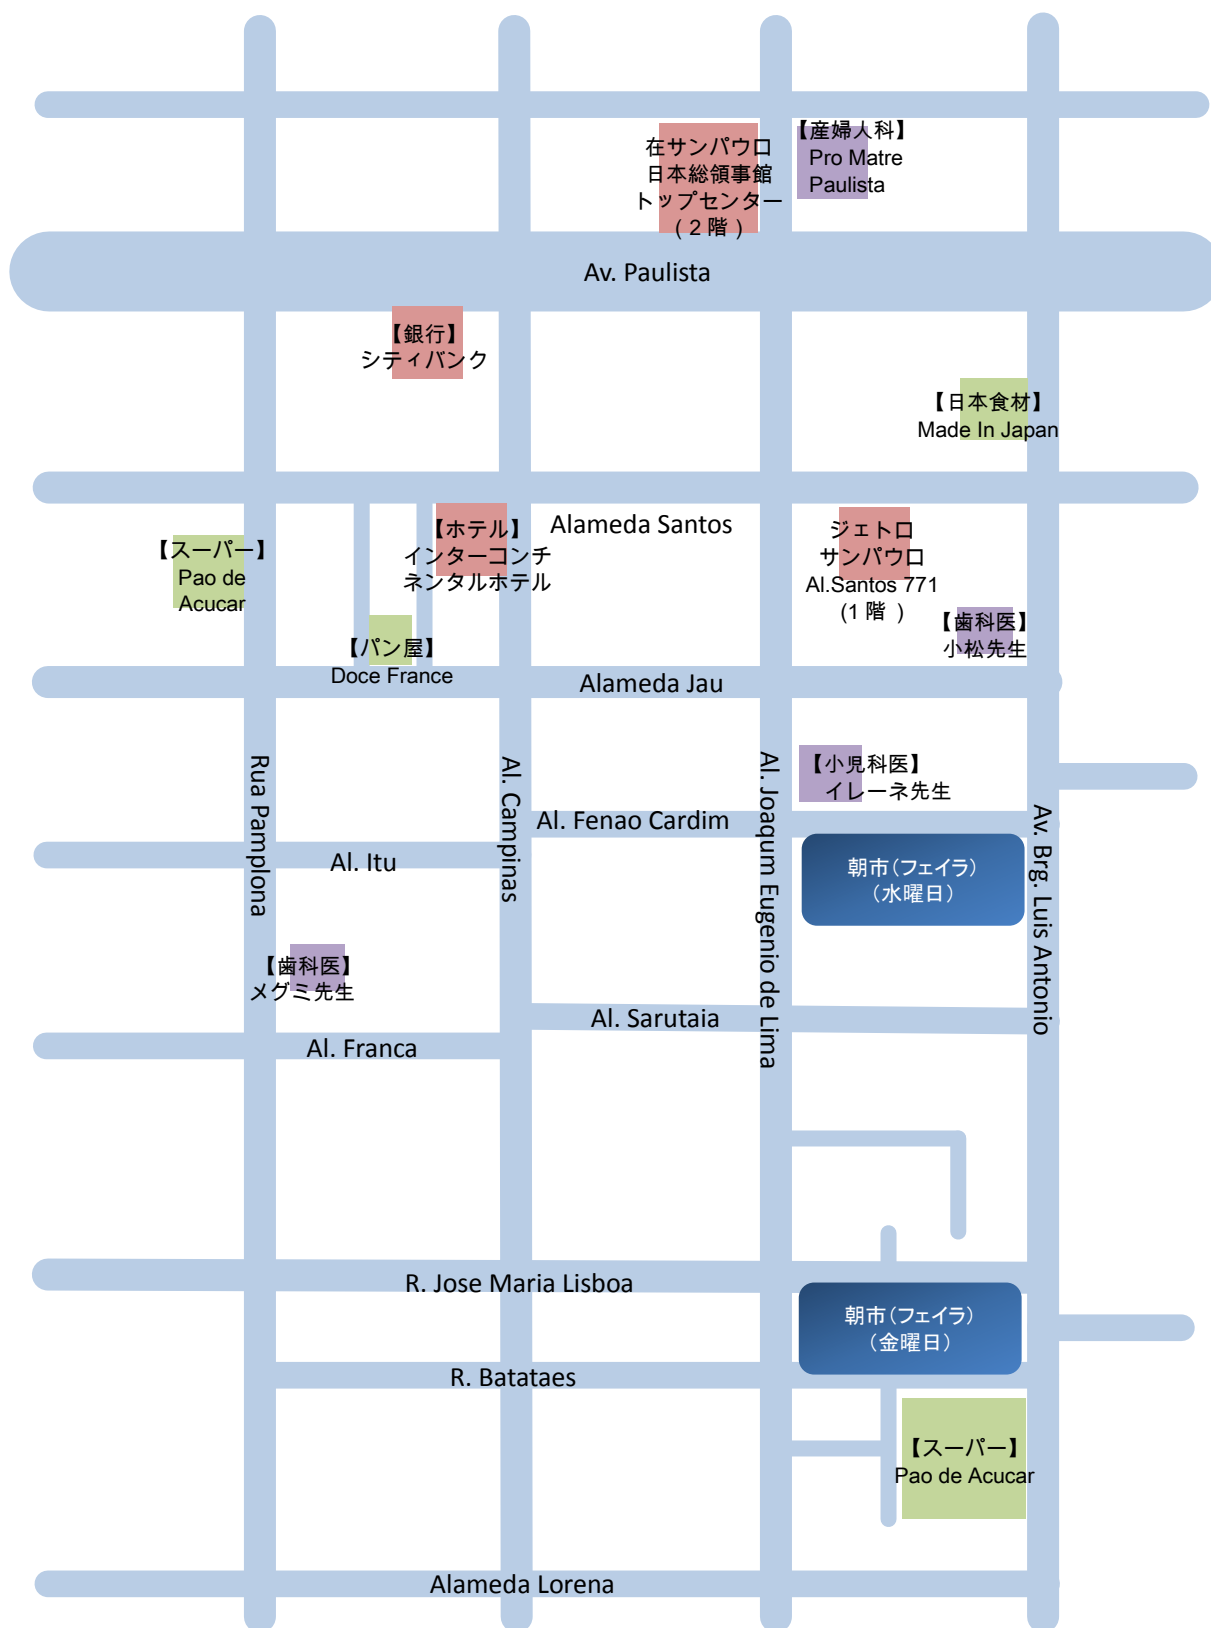 在サンパウロ
日本総領事館
トップセンター
（２階）
【産婦人科】
Pro Matre
Paulista
Av. Paulista
【銀行】
シティバンク
【日本食材】
Made In Japan
Alameda Santos
【スーパー】
Pao de
Acucar
【ホテル】
インターコンチ
ネンタルホテル
ジェトロ
サンパウロ
Al.Santos 771
(1階 ）
【パン屋】
Doce France
【歯科医】
小松先生
Alameda Jau
Rua Pamplona
Al. Campinas
Al. Joaqum Eugenio de Lima
Av. Brg. Luis Antonio
【小児科医】
イレーネ先生
Al. Fenao Cardim
Al. Itu
朝市（フェイラ）
（水曜日）
【歯科医】
メグミ先生
Al. Sarutaia
Al. Franca
R. Jose Maria Lisboa
朝市（フェイラ）
（金曜日）
R. Batataes
【スーパー】
Pao de Acucar
Alameda Lorena